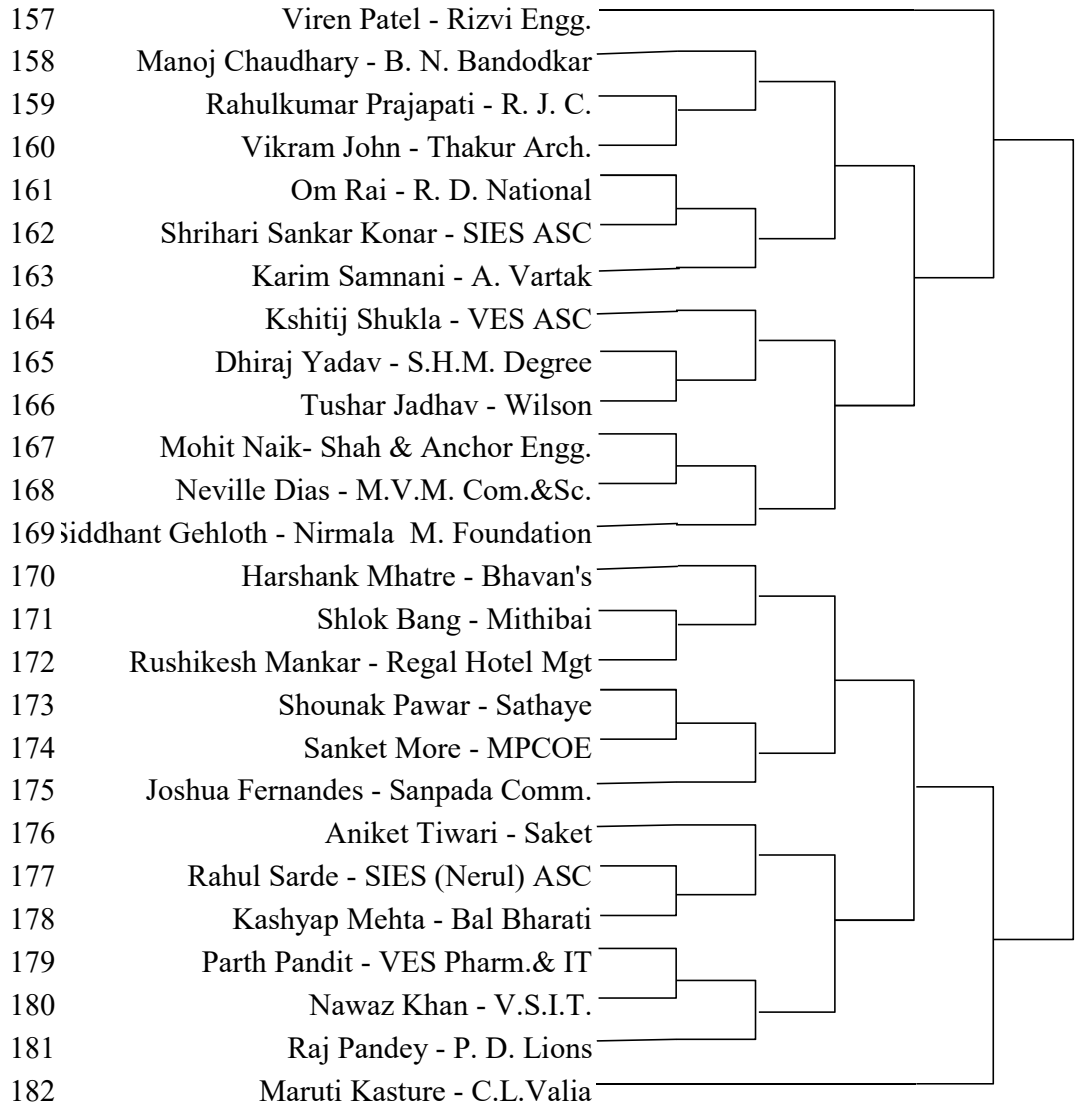 157 Viren Patel - Rizvi Engg.
158 Manoj Chaudhary - B. N. Bandodkar
159 Rahulkumar Prajapati - R. J. C.
160 Vikram John - Thakur Arch.
161 Om Rai - R. D. National
162 Shrihari Sankar Konar - SIES ASC
163 Karim Samnani - A. Vartak
164 Kshitij Shukla - VES ASC
165 Dhiraj Yadav - S.H.M. Degree
166 Tushar Jadhav - Wilson
167 Mohit Naik- Shah & Anchor Engg.
168 Neville Dias - M.V.M. Com.&Sc.
169 Siddhant Gehloth - Nirmala  M. Foundation
170 Harshank Mhatre - Bhavan's
171 Shlok Bang - Mithibai
172 Rushikesh Mankar - Regal Hotel Mgt
173 Shounak Pawar - Sathaye
174 Sanket More - MPCOE
175 Joshua Fernandes - Sanpada Comm.
176 Aniket Tiwari - Saket
177 Rahul Sarde - SIES (Nerul) ASC
178 Kashyap Mehta - Bal Bharati
179 Parth Pandit - VES Pharm.& IT
180 Nawaz Khan - V.S.I.T.
181 Raj Pandey - P. D. Lions
182 Maruti Kasture - C.L.Valia